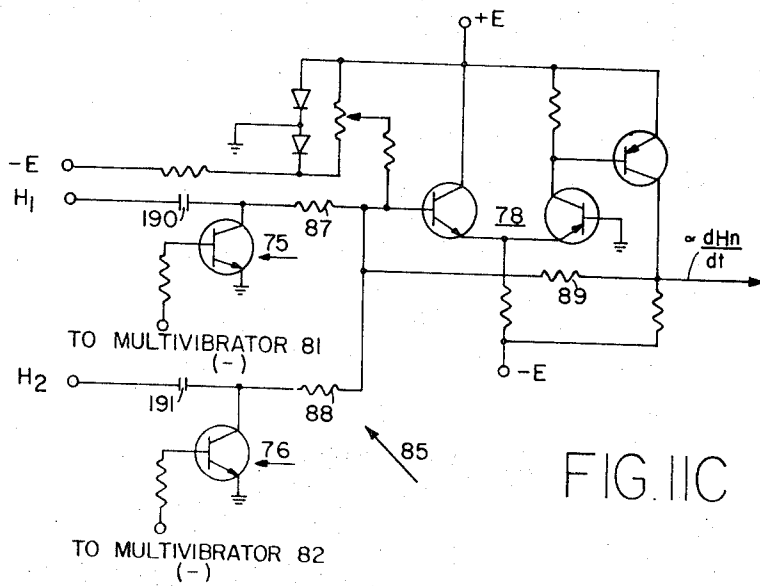 +E
-E
H1
190
87
78
75
89
∝ dHn
dt
TO MULTIVIBRATOR 81
(-)
-E
H2
191
88
76
85
FIG.11C
TO MULTIVIBRATOR 82
(-)